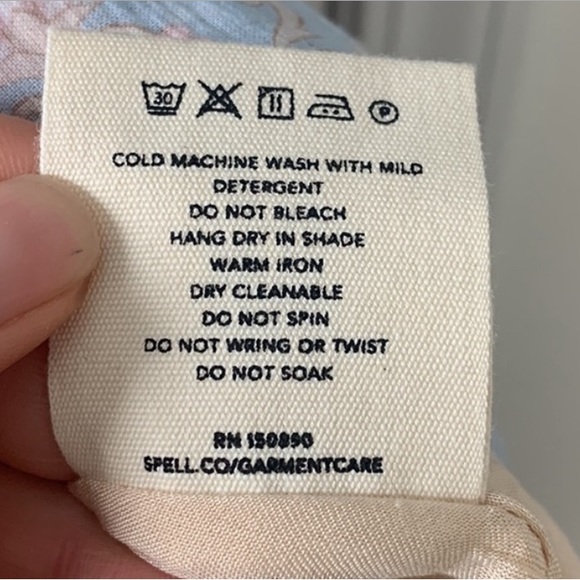 30 P
COLD MACHINE WASH WITH MILD
DETERGENT
DO NOT BLEACH
HANG DRY IN SHADE
WARM IRON
DRY CLEANABLE
DO NOT SPIN
DO NOT WRING OR TWIST
DO NOT SOAK
RN 150890
SPELL.CO/GARMENTCARE